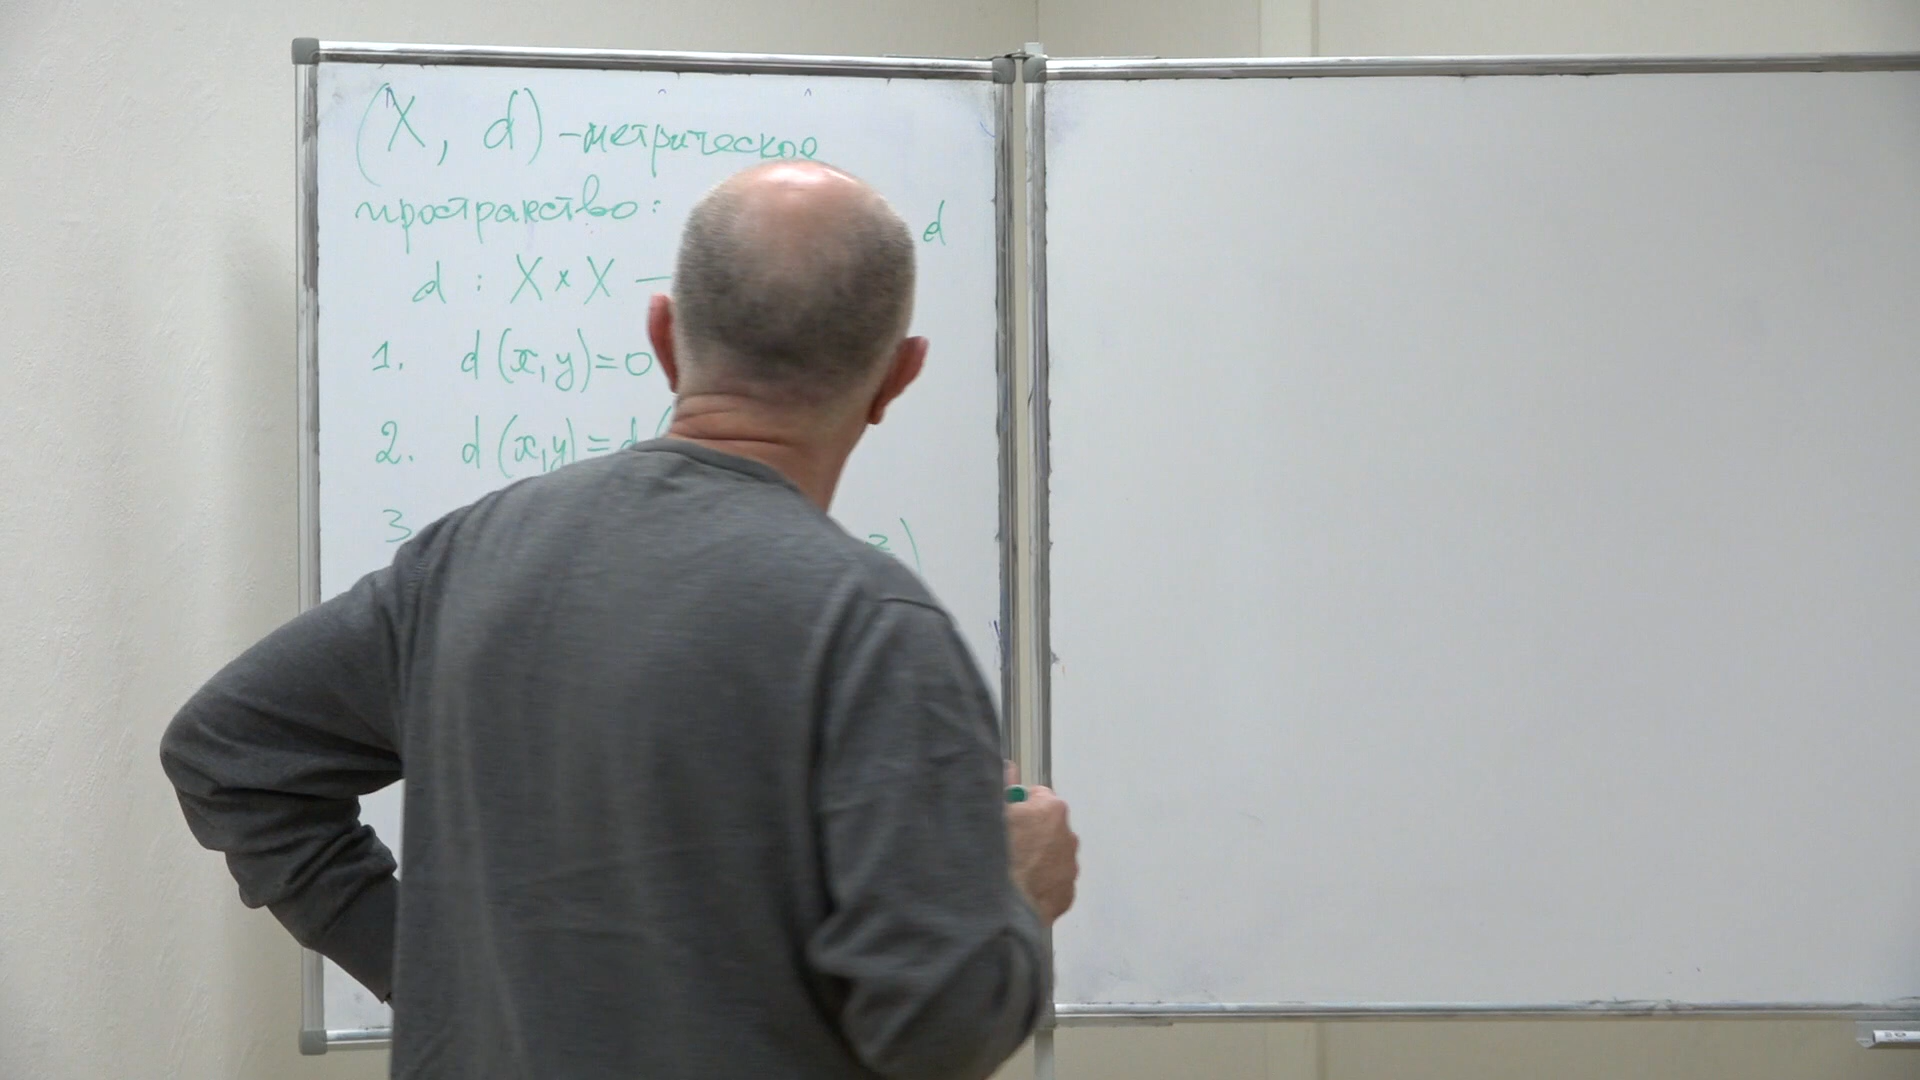 (X, d) - метрическое
пространство: d
d : X × X —
1. d(x,y)=0
2. d(x,y)=d(
3 z)